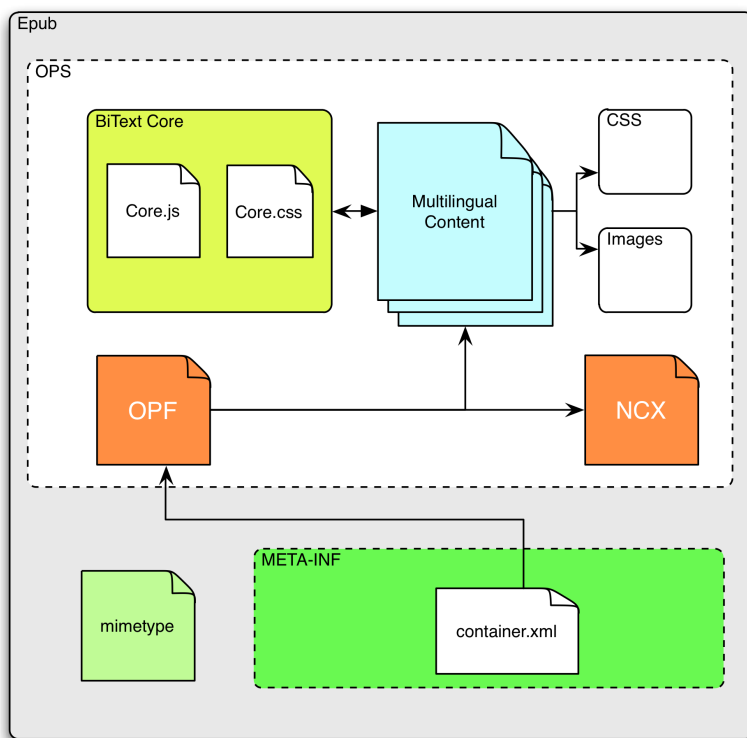 Epub
OPS
BiText Core
Core.js
Core.css
Multilingual
Content
CSS
Images
OPF
NCX
META-INF
mimetype
container.xml